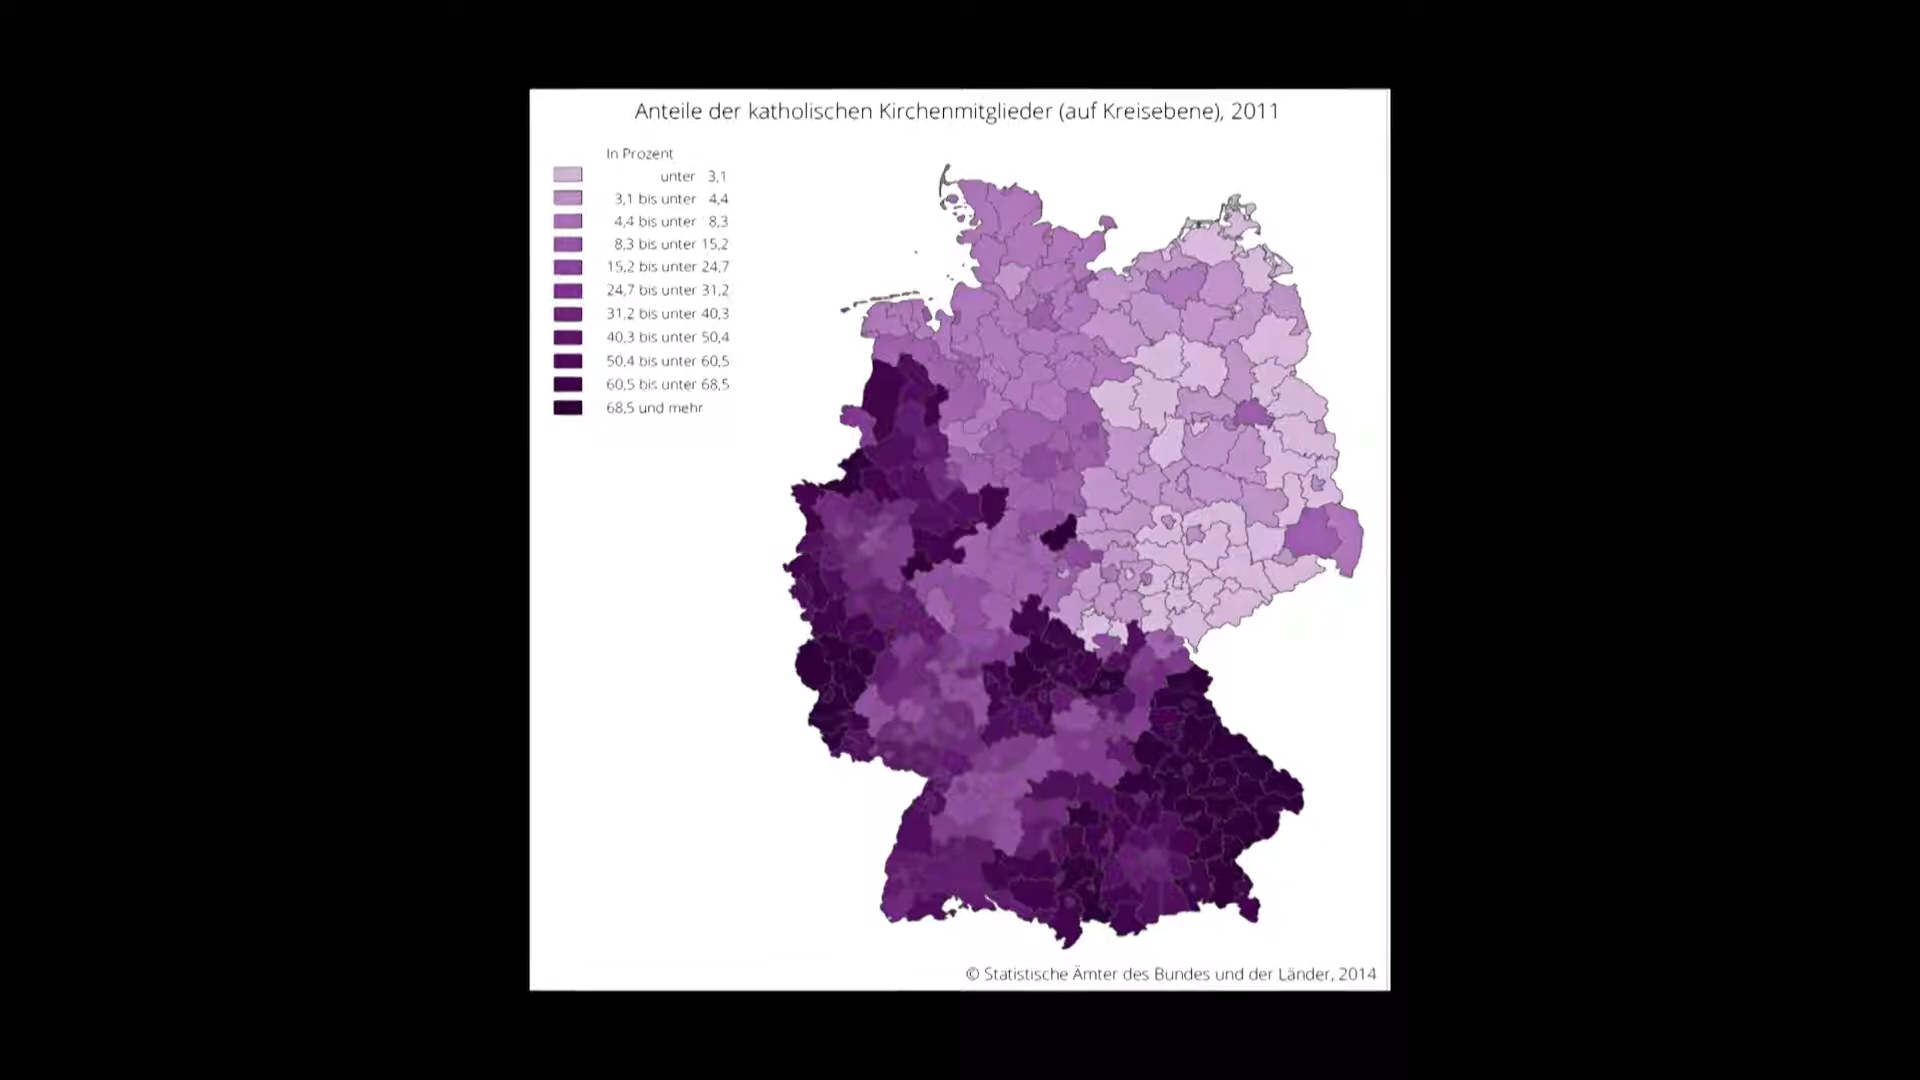 Anteile der katholischen Kirchenmitglieder (auf Kreisebene), 2011
In Prozent
unter 3,1
3,1 bis unter 4,4
4,4 bis unter 8,3
8,3 bis unter 15,2
15,2 bis unter 24,7
24,7 bis unter 31,2
31,2 bis unter 40,3
40,3 bis unter 50,4
50,4 bis unter 60,5
60,5 bis unter 68,5
68,5 und mehr
© Statistische Ämter des Bundes und der Länder, 2014